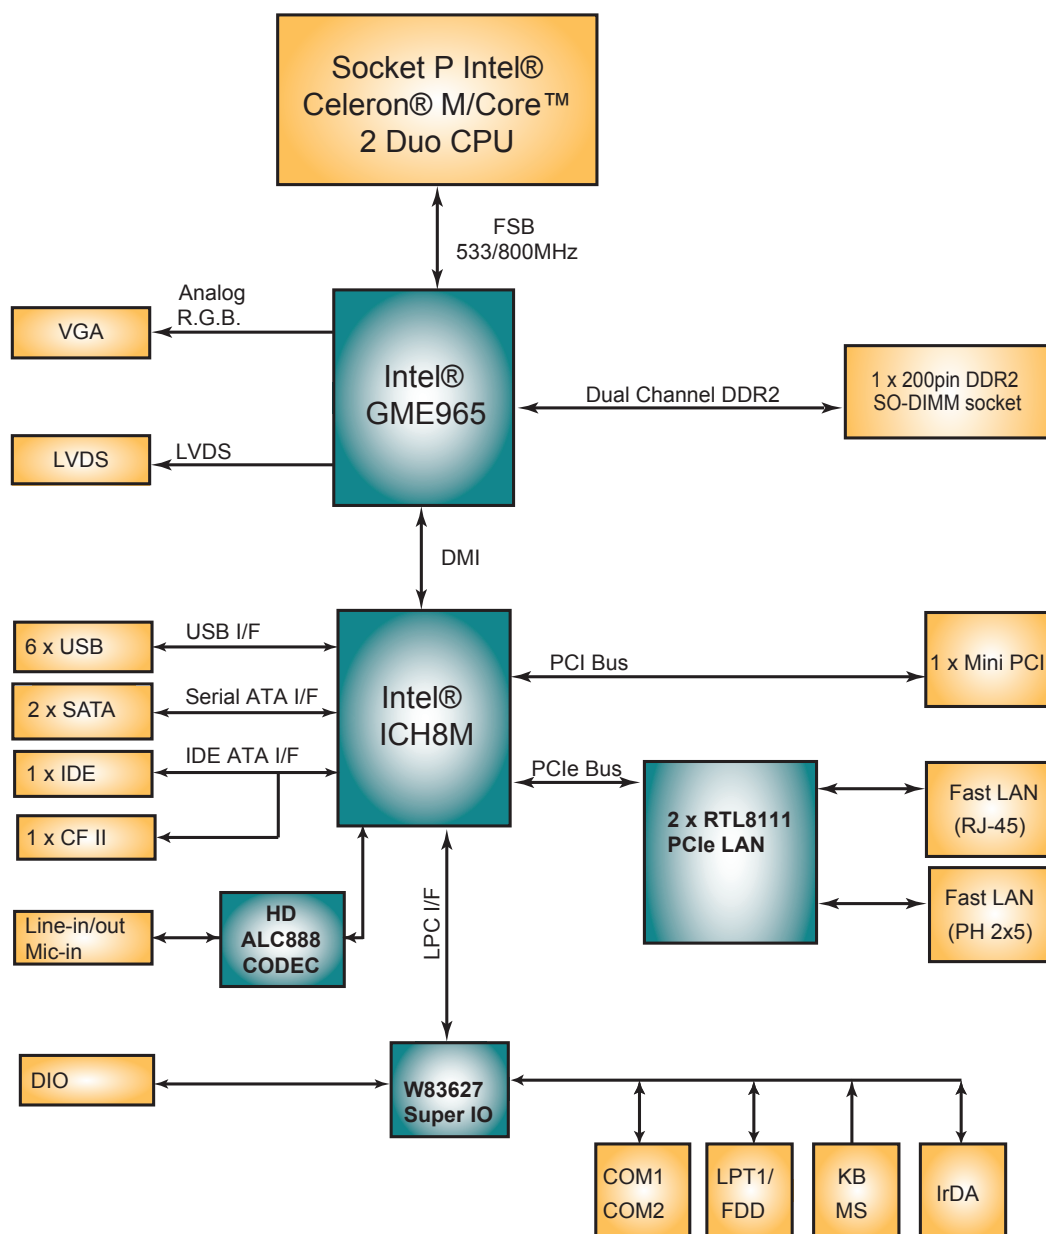 Socket P Intel®
Celeron® M/Core™
2 Duo CPU
FSB
533/800MHz
Analog
R.G.B.
VGA
Intel®
GME965
Dual Channel DDR2
1 x 200pin DDR2
SO-DIMM socket
LVDS
LVDS
DMI
6 x USB
USB I/F
Intel®
ICH8M
PCI Bus
1 x Mini PCI
2 x SATA
Serial ATA I/F
1 x IDE
IDE ATA I/F
PCIe Bus
2 x RTL8111
PCIe LAN
Fast LAN
(RJ-45)
1 x CF II
Fast LAN
(PH 2x5)
Line-in/out
Mic-in
HD
ALC888
CODEC
LPC I/F
DIO
W83627
Super IO
COM1
COM2
LPT1/
FDD
KB
MS
IrDA